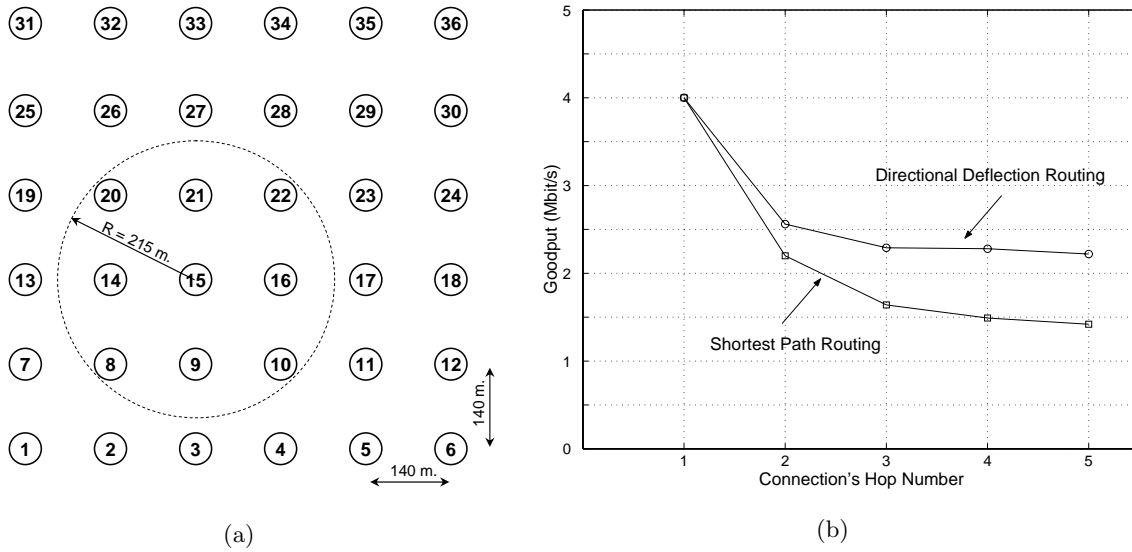 31 32 33 34 35 36
25 26 27 28 29 30
19 20 21 22 23 24
R = 215 m.
13 14 15 16 17 18
7 8 9 10 11 12
140 m.
1 2 3 4 5 6
140 m.
(a)
5
4
3
2
1
0
Goodput (Mbit/s)
Directional Deflection Routing
Shortest Path Routing
1 2 3 4 5
Connection's Hop Number
(b)